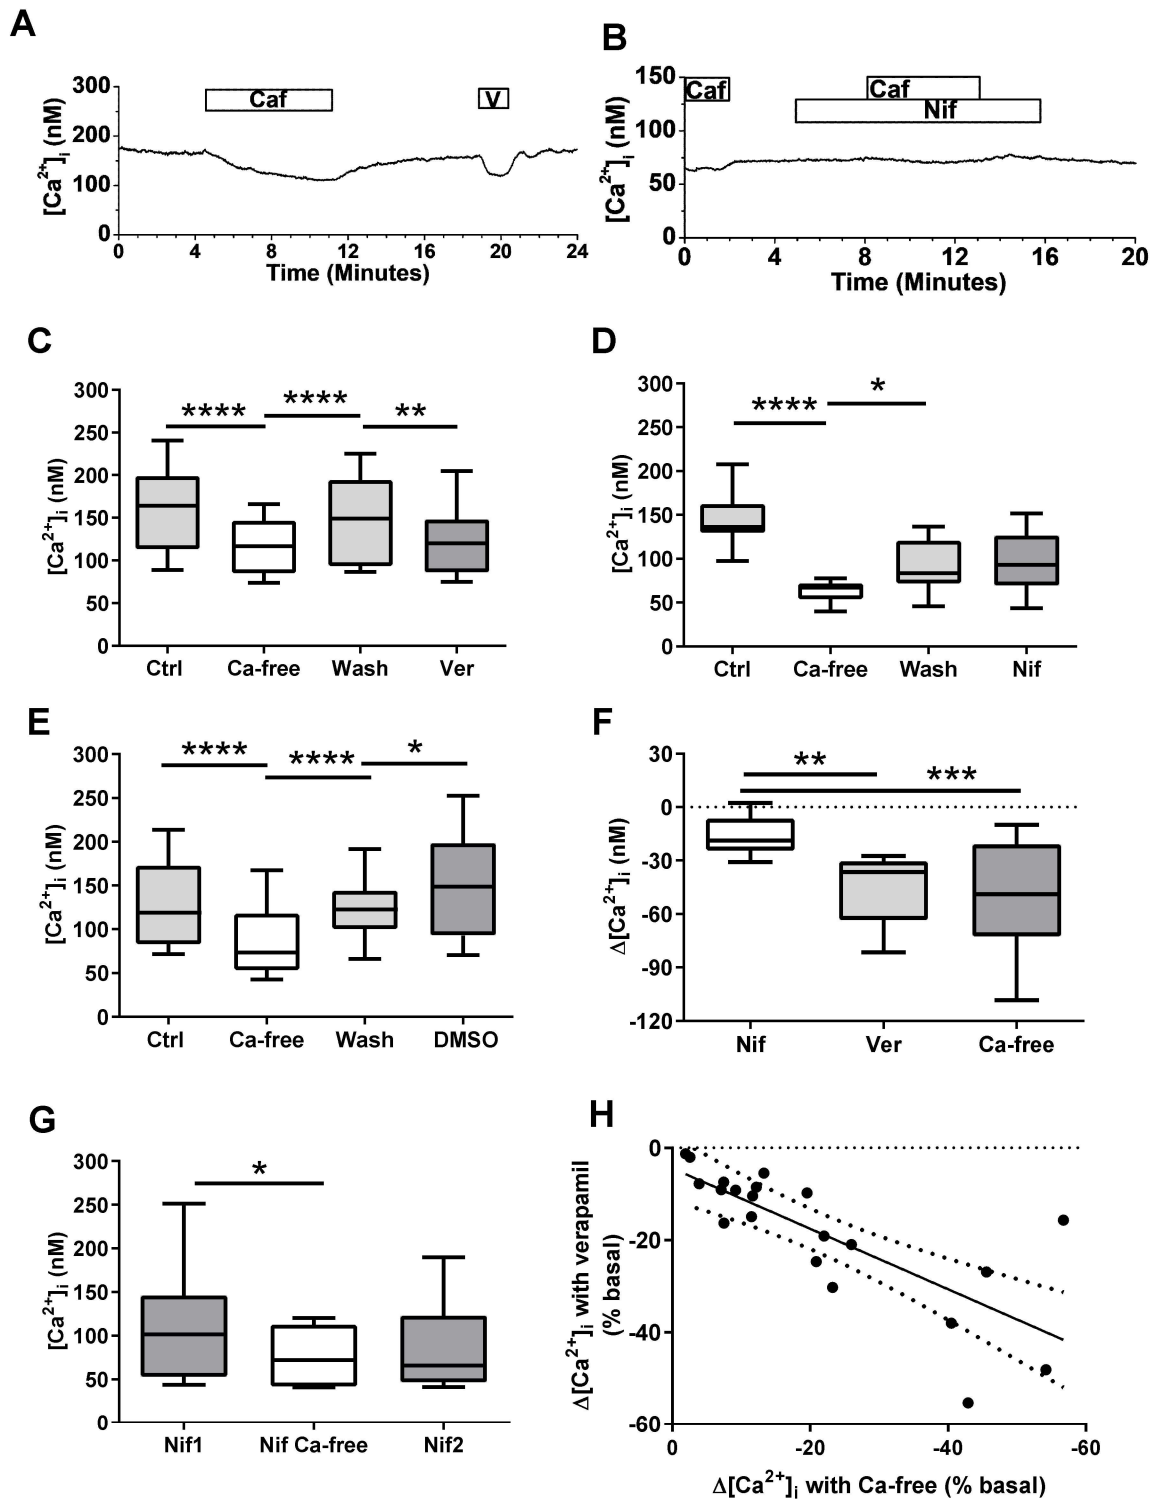 A
B
300
200
100
0
[Ca²⁺]ᵢ (nM)
Caf
V
0 4 8 12 16 20 24
Time (Minutes)
150
100
50
0
[Ca²⁺]ᵢ (nM)
Caf
Caf
Nif
0 4 8 12 16 20
Time (Minutes)
C
300
250
200
150
100
50
0
[Ca²⁺]ᵢ (nM)
**** **** **
Ctrl Ca-free Wash Ver
D
300
250
200
150
100
50
0
[Ca²⁺]ᵢ (nM)
**** *
Ctrl Ca-free Wash Nif
E
300
250
200
150
100
50
0
[Ca²⁺]ᵢ (nM)
**** **** *
Ctrl Ca-free Wash DMSO
F
30
0
-30
-60
-90
-120
Δ[Ca²⁺]ᵢ (nM)
** ***
Nif Ver Ca-free
G
300
250
200
150
100
50
0
[Ca²⁺]ᵢ (nM)
*
Nif1 Nif Ca-free Nif2
H
0
-20
-40
-60
Δ[Ca²⁺]ᵢ with verapamil
(% basal)
0 -20 -40 -60
Δ[Ca²⁺]ᵢ with Ca-free (% basal)